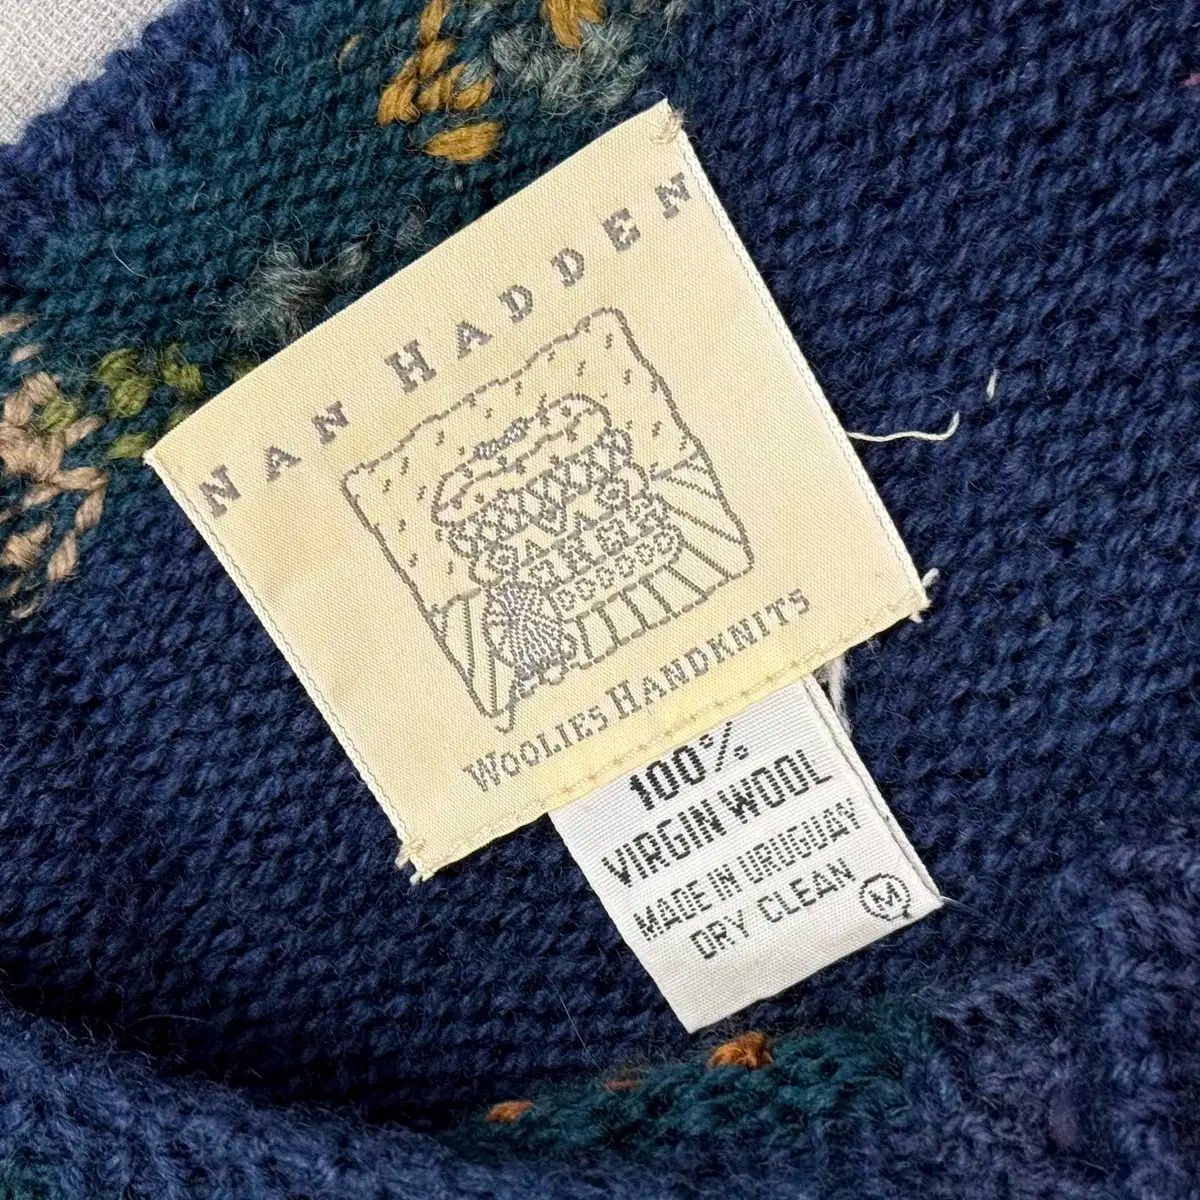 NAN HADDEN
WOOLIES HANDKNITS
100%
VIRGIN WOOL
MADE IN URUGUAY
DRY CLEAN M